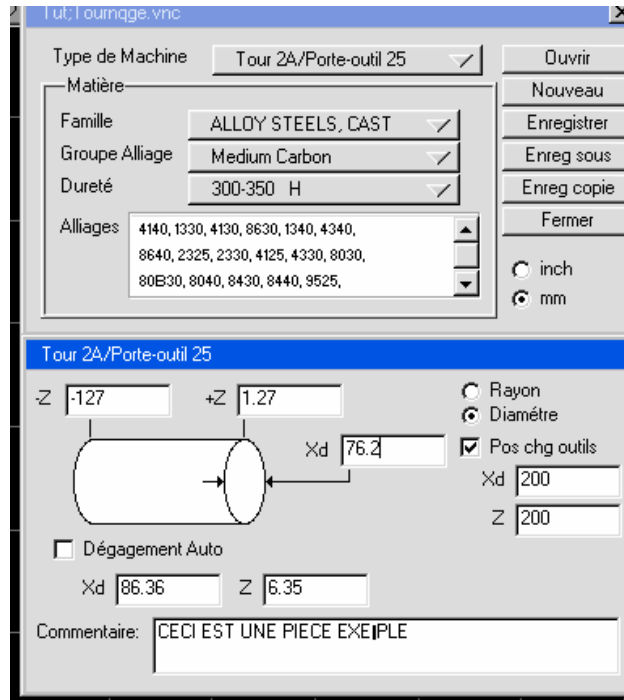 Tut;Tournqge.vnc
Type de Machine Tour 2A/Porte-outil 25 Ouvrir
Matière Nouveau
Famille ALLOY STEELS, CAST Enregistrer
Groupe Alliage Medium Carbon Enreg sous
Dureté 300-350 H Enreg copie
Alliages 4140, 1330, 4130, 8630, 1340, 4340, Fermer
8640, 2325, 2330, 4125, 4330, 8030,
80B30, 8040, 8430, 8440, 9525,
inch
mm
Tour 2A/Porte-outil 25
-Z -127 +Z 1.27 Rayon
Diamétre
Xd 76.2 Pos chg outils
Xd 200
Z 200
Dégagement Auto
Xd 86.36 Z 6.35
Commentaire: CECI EST UNE PIECE EXEIPLE